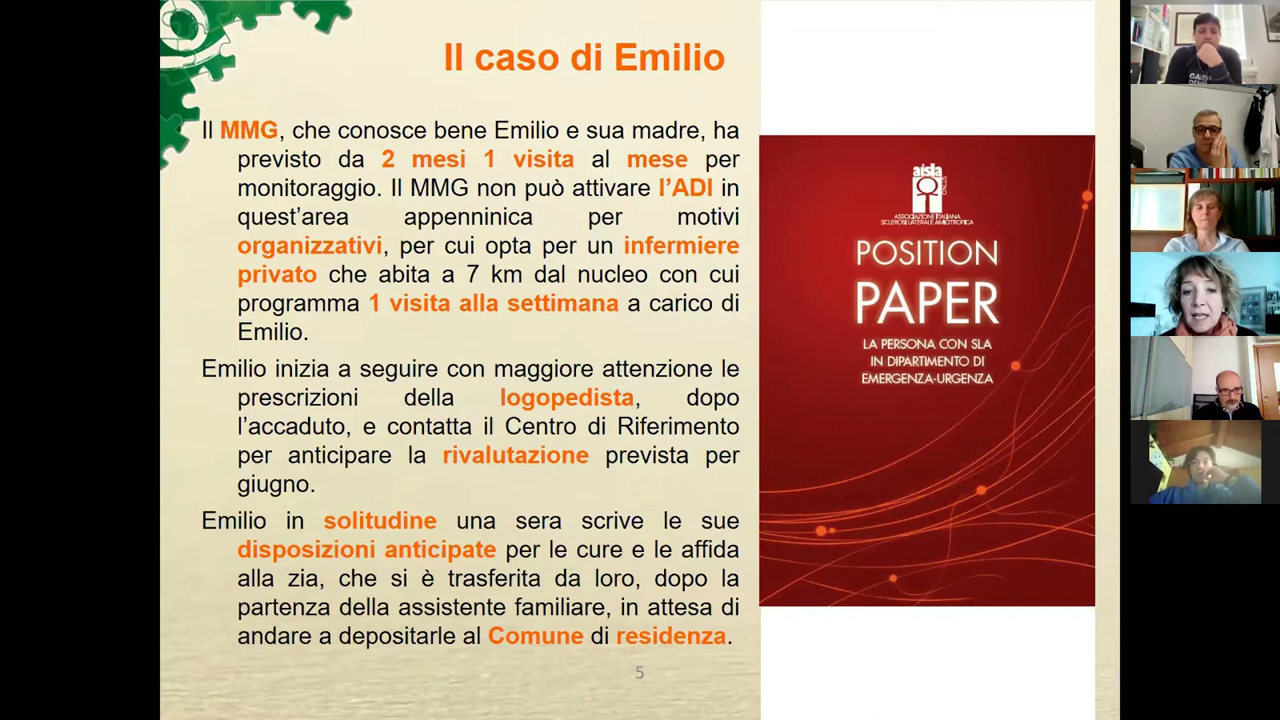 Il caso di Emilio
Il MMG, che conosce bene Emilio e sua madre, ha
previsto da 2 mesi 1 visita al mese per
monitoraggio. Il MMG non può attivare l'ADI in
quest'area appenninica per motivi
organizzativi, per cui opta per un infermiere
privato che abita a 7 km dal nucleo con cui
programma 1 visita alla settimana a carico di
Emilio.
Emilio inizia a seguire con maggiore attenzione le
prescrizioni della logopedista, dopo
l'accaduto, e contatta il Centro di Riferimento
per anticipare la rivalutazione prevista per
giugno.
Emilio in solitudine una sera scrive le sue
disposizioni anticipate per le cure e le affida
alla zia, che si è trasferita da loro, dopo la
partenza della assistente familiare, in attesa di
andare a depositarle al Comune di residenza.
5
aisla
ONLUS
ASSOCIAZIONE ITALIANA
SCLEROSI LATERALE AMIOTROFICA
POSITION
PAPER
LA PERSONA CON SLA
IN DIPARTIMENTO DI
EMERGENZA-URGENZA